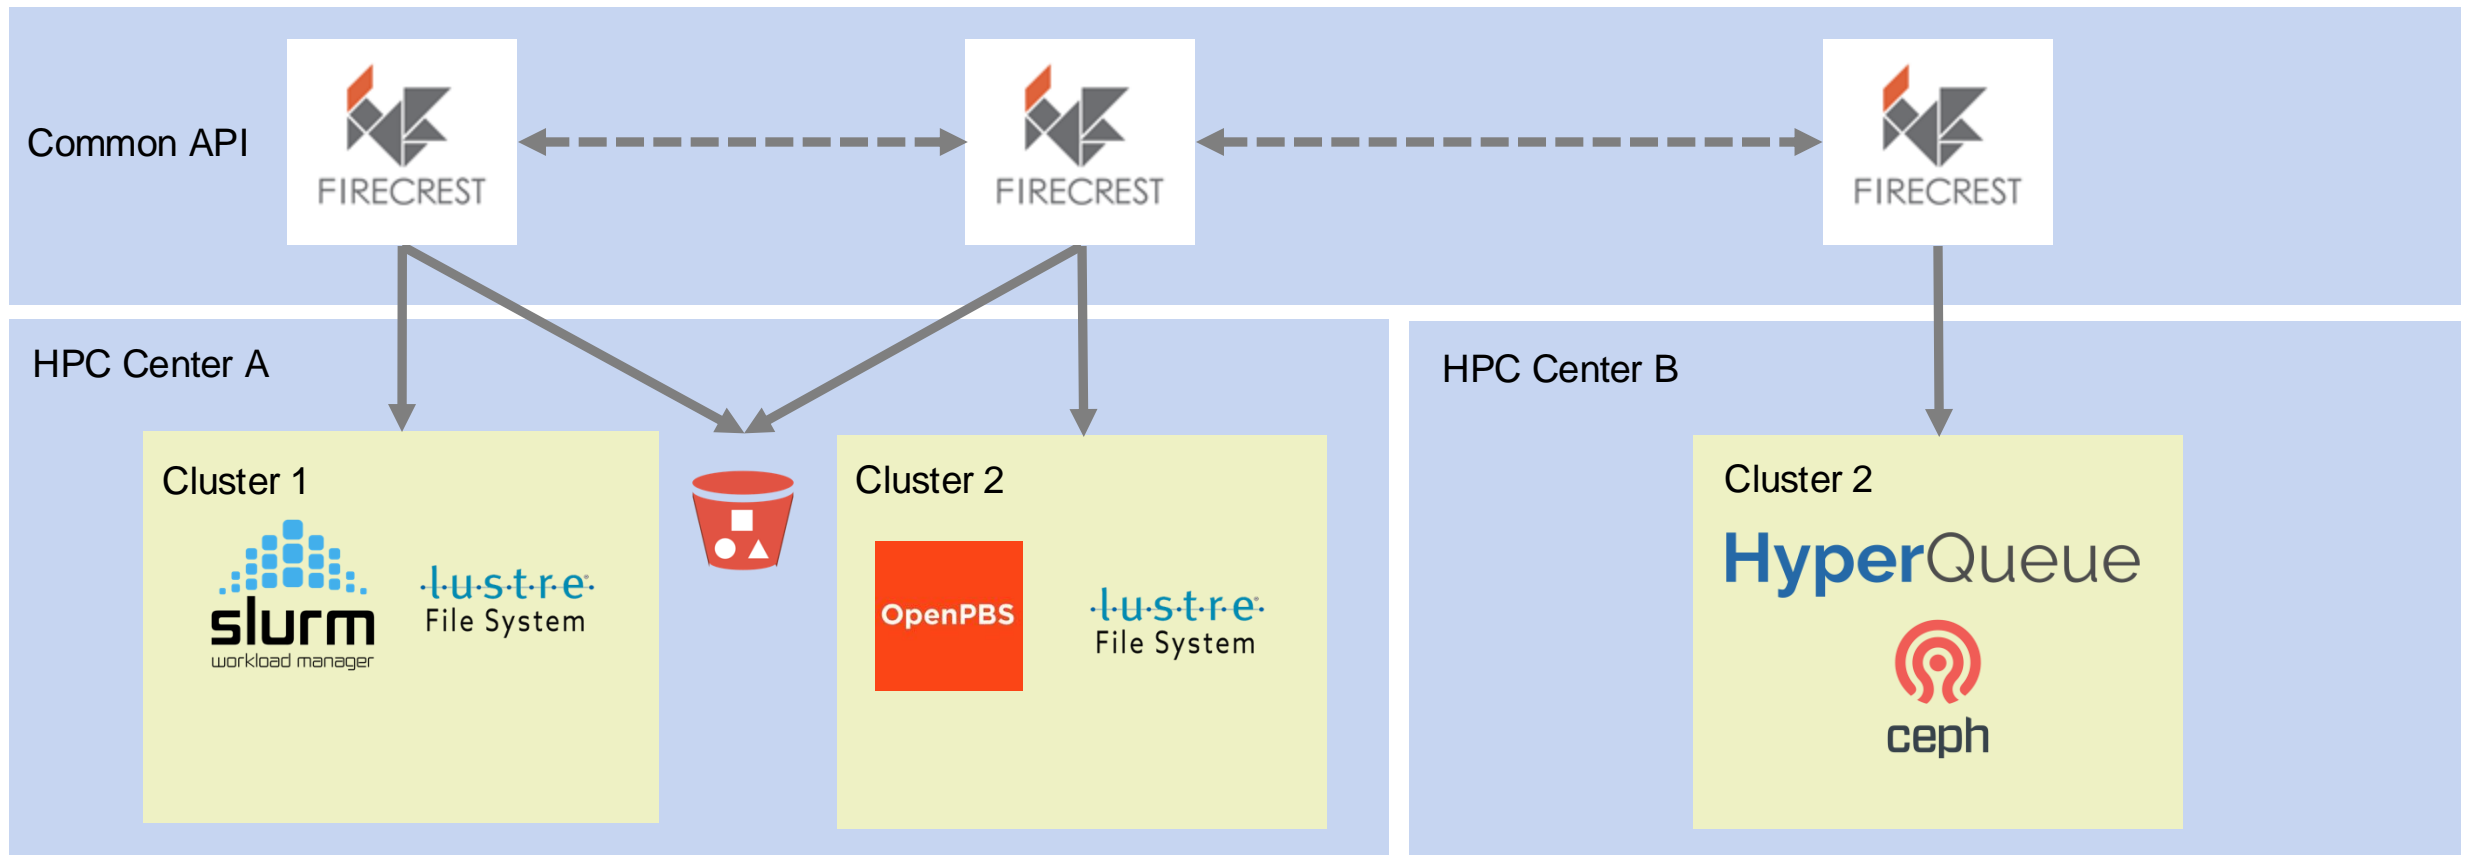 Common API
FIRECREST
FIRECREST
FIRECREST
HPC Center A
HPC Center B
Cluster 1
slurm
workload manager
lustre
File System
Cluster 2
OpenPBS
lustre
File System
Cluster 2
HyperQueue
ceph